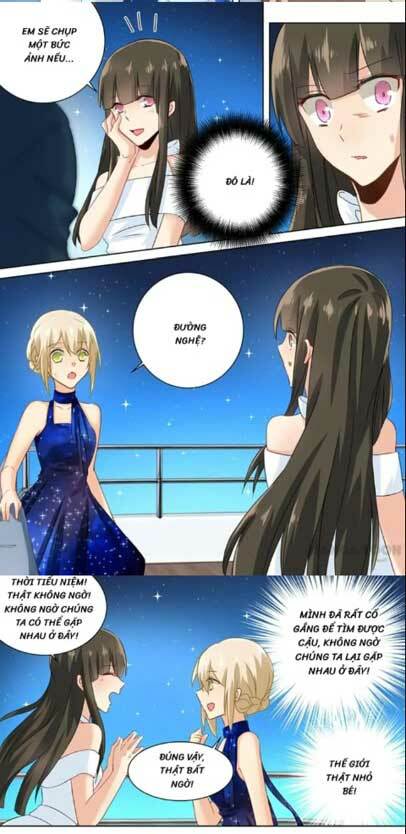 EM SẼ CHỤP
MỘT BỨC
ẢNH NẾU...
ĐÓ LÀ!
ĐƯỜNG
NGHỆ?
THỜI TIỂU NIỆM!
THẬT KHÔNG NGỜ!
KHÔNG NGỜ CHÚNG
TA CÓ THỂ GẶP
NHAU Ở ĐÂY!
MÌNH ĐÃ RẤT CỐ
GẮNG ĐỂ TÌM ĐƯỢC
CẬU, KHÔNG NGỜ
CHÚNG TA LẠI GẶP
NHAU Ở ĐÂY!
ĐÚNG VẬY,
THẬT BẤT
NGỜ!
THẾ GIỚI
THẬT NHỎ
BÉ!